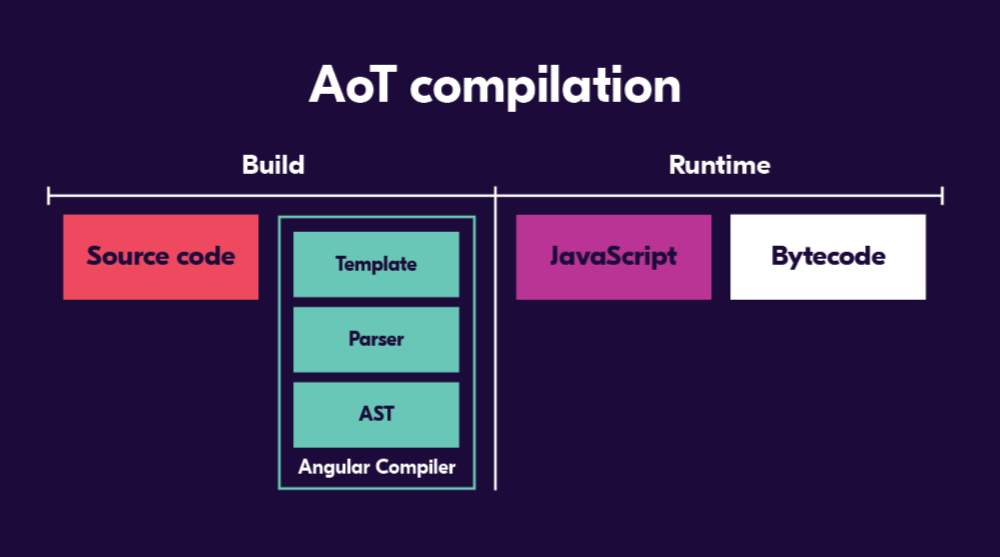 AoT compilation
Build
Runtime
Source code
Template
Parser
AST
Angular Compiler
JavaScript
Bytecode